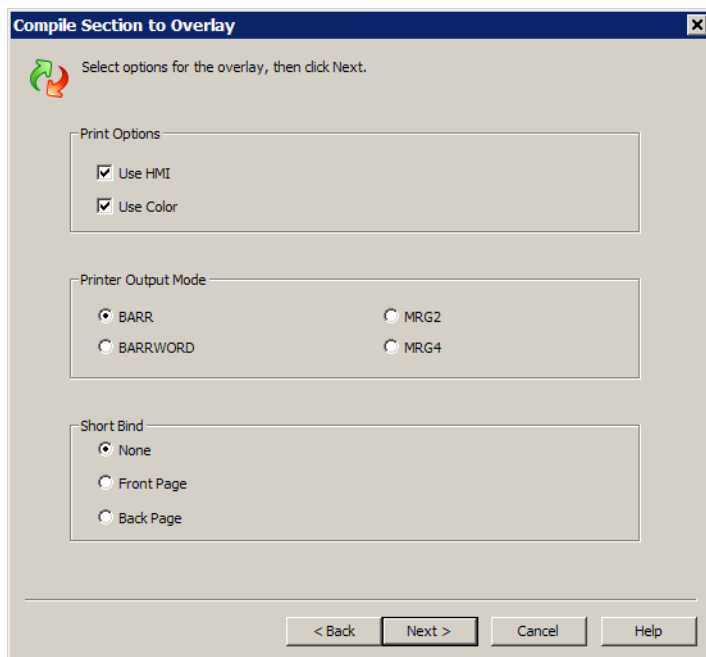 Compile Section to Overlay
Select options for the overlay, then click Next.
Print Options
Use HMI
Use Color
Printer Output Mode
BARR
MRG2
BARRWORD
MRG4
Short Bind
None
Front Page
Back Page
< Back
Next >
Cancel
Help